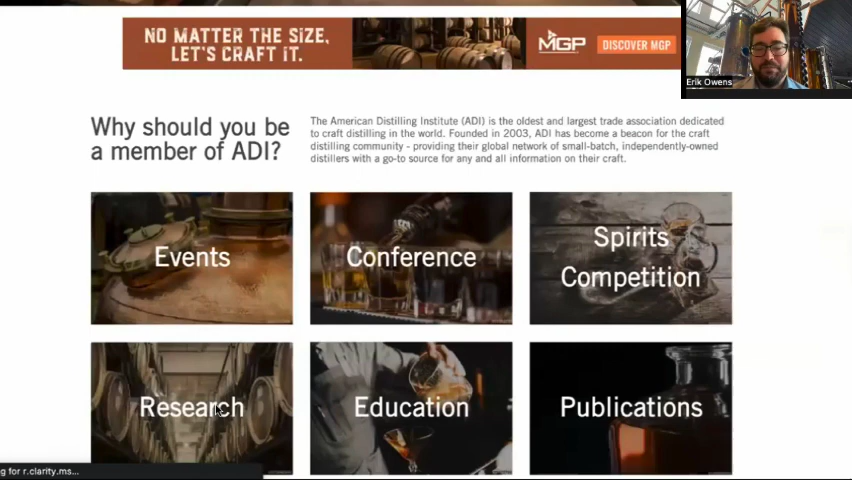 NO MATTER THE SIZE,
LET'S CRAFT IT.
MGP
DISCOVER MGP
Erik Owens
Why should you be
a member of ADI?
The American Distilling Institute (ADI) is the oldest and largest trade association dedicated
to craft distilling in the world. Founded in 2003, ADI has become a beacon for the craft
distilling community - providing their global network of small-batch, independently-owned
distillers with a go-to source for any and all information on their craft.
Events
Conference
Spirits
Competition
Research
Education
Publications
g for r.clarity.ms...